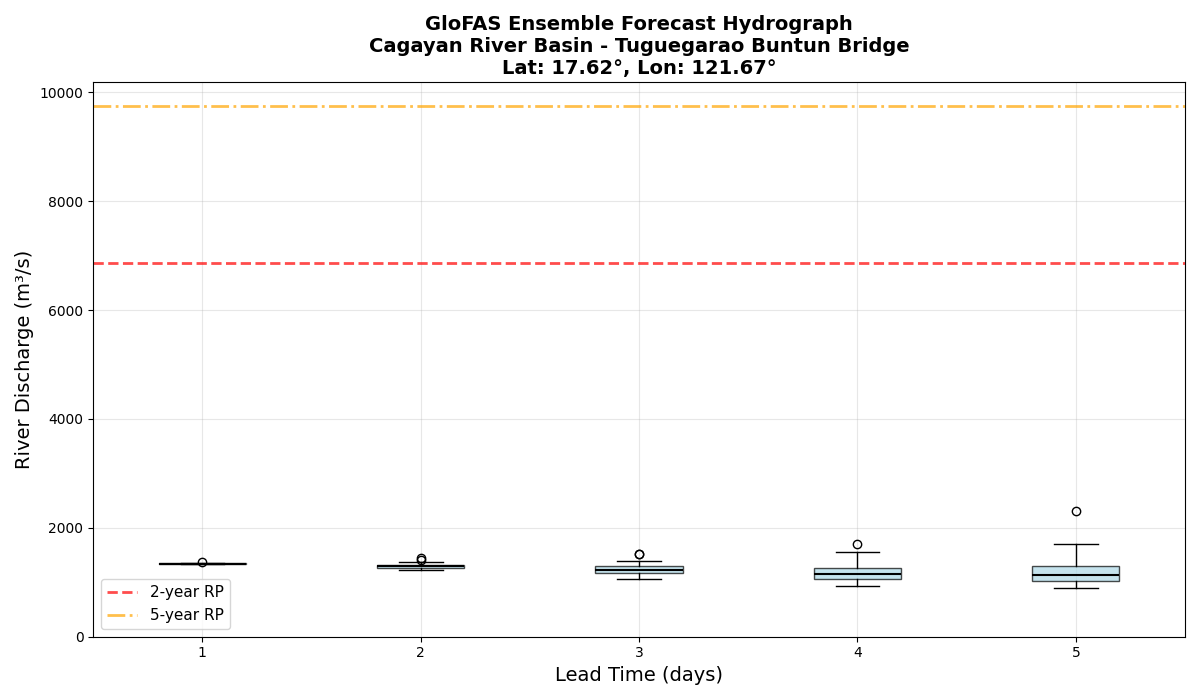 GloFAS Ensemble Forecast Hydrograph
Cagayan River Basin - Tuguegarao Buntun Bridge
Lat: 17.62°, Lon: 121.67°
River Discharge (m³/s)
10000
8000
6000
4000
2000
0
2-year RP
5-year RP
1
2
3
4
5
Lead Time (days)